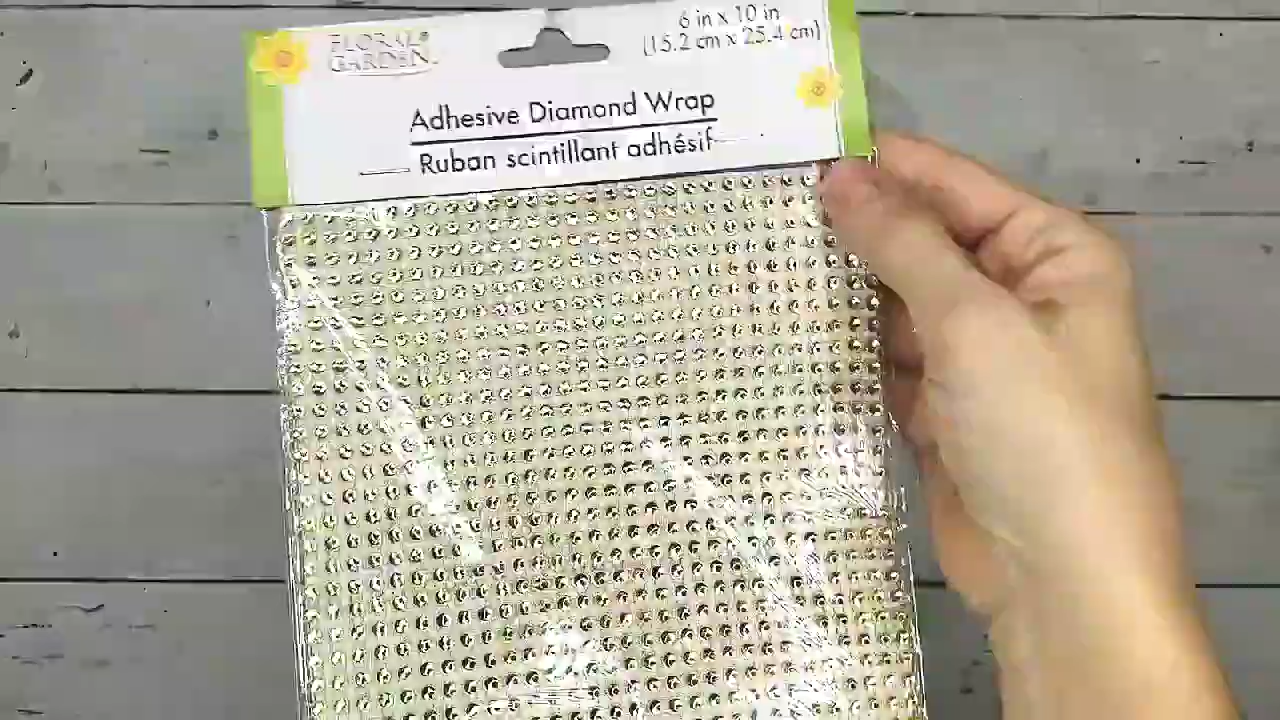 FLORAL®
GARDEN
6 in x 10 in
(15.2 cm x 25.4 cm)
Adhesive Diamond Wrap
Ruban scintillant adhésif